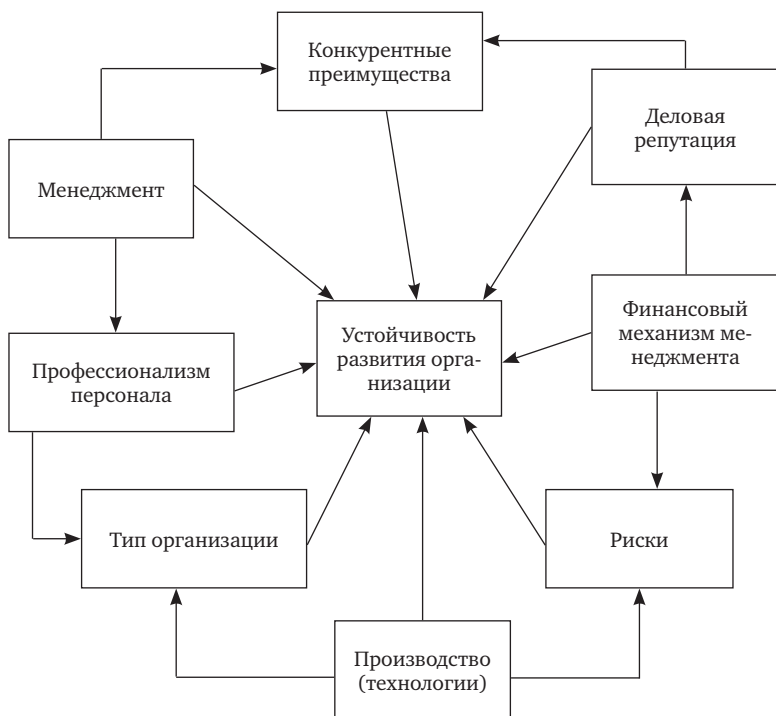 Конкурентные
преимущества
Деловая
репутация
Менеджмент
Финансовый
механизм ме-
неджмента
Устойчивость
развития орга-
низации
Профессионализм
персонала
Тип организации
Риски
Производство
(технологии)